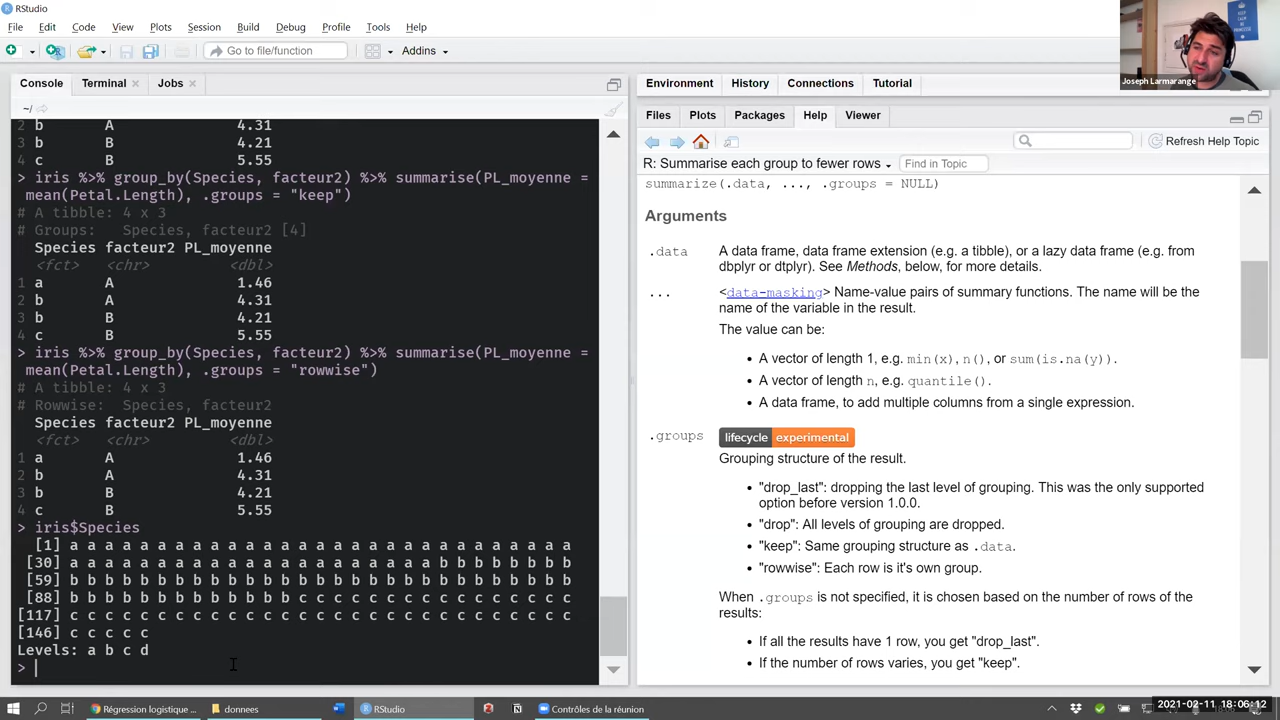 RStudio
File Edit Code View Plots Session Build Debug Profile Tools Help
Go to file/function Addins
Joseph Larmarange
Console Terminal Jobs
~/
2 b A 4.31
3 b B 4.21
4 c B 5.55
> iris %>% group_by(Species, facteur2) %>% summarise(PL_moyenne =
mean(Petal.Length), .groups = "keep")
# A tibble: 4 x 3
# Groups: Species, facteur2 [4]
Species facteur2 PL_moyenne
<fct> <chr> <dbl>
1 a A 1.46
2 b A 4.31
3 b B 4.21
4 c B 5.55
> iris %>% group_by(Species, facteur2) %>% summarise(PL_moyenne =
mean(Petal.Length), .groups = "rowwise")
# A tibble: 4 x 3
# Rowwise: Species, facteur2
Species facteur2 PL_moyenne
<fct> <chr> <dbl>
1 a A 1.46
2 b A 4.31
3 b B 4.21
4 c B 5.55
> iris$Species
[1] a a a a a a a a a a a a a a a a a a a a a a a a a a a a a
[30] a a a a a a a a a a a a a a a a a a a a a b b b b b b b b
[59] b b b b b b b b b b b b b b b b b b b b b b b b b b b b b
[88] b b b b b b b b b b b b b c c c c c c c c c c c c c c c c
[117] c c c c c c c c c c c c c c c c c c c c c c c c c c c c c
[146] c c c c c
Levels: a b c d
>
Environment History Connections Tutorial
Files Plots Packages Help Viewer
Refresh Help Topic
R: Summarise each group to fewer rows Find in Topic
summarize(.data, ..., .groups = NULL)
Arguments
.data A data frame, data frame extension (e.g. a tibble), or a lazy data frame (e.g. from
dbplyr or dtplyr). See Methods, below, for more details.
... <data-masking> Name-value pairs of summary functions. The name will be the
name of the variable in the result.
The value can be:
• A vector of length 1, e.g. min(x), n(), or sum(is.na(y)).
• A vector of length n, e.g. quantile().
• A data frame, to add multiple columns from a single expression.
.groups lifecycle experimental
Grouping structure of the result.
• "drop_last": dropping the last level of grouping. This was the only supported
option before version 1.0.0.
• "drop": All levels of grouping are dropped.
• "keep": Same grouping structure as .data.
• "rowwise": Each row is it's own group.
When .groups is not specified, it is chosen based on the number of rows of the
results:
• If all the results have 1 row, you get "drop_last".
• If the number of rows varies, you get "keep".
Régression logistique ... donnees RStudio Contrôles de la réunion
2021-02-11 18:06:12